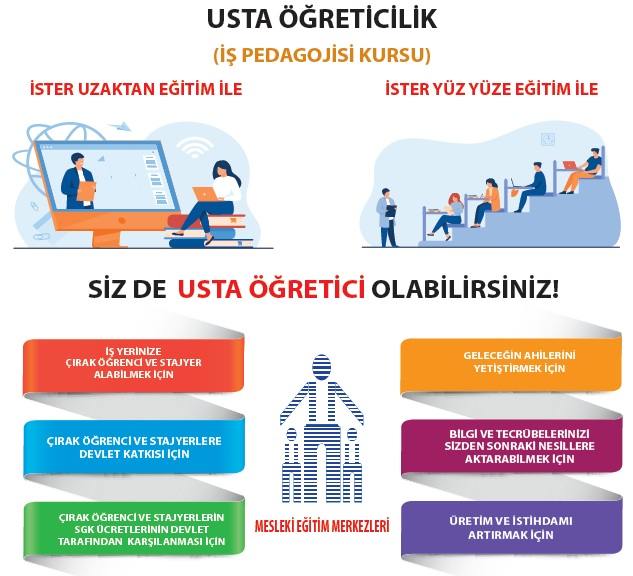 USTA ÖĞRETİCİLİK
(İŞ PEDAGOJİSİ KURSU)
İSTER UZAKTAN EĞİTİM İLE
İSTER YÜZ YÜZE EĞİTİM İLE
SİZ DE USTA ÖĞRETİCİ OLABİLİRSİNİZ!
İŞ YERİNİZE
ÇIRAK ÖĞRENCİ VE STAJYER
ALABİLMEK İÇİN
ÇIRAK ÖĞRENCİ VE STAJYERLERE
DEVLET KATKISI İÇİN
ÇIRAK ÖĞRENCİ VE STAJYERLERİN
SGK ÜCRETLERİNİN DEVLET
TARAFINDAN KARŞILANMASI İÇİN
MESLEKİ EĞİTİM MERKEZLERİ
GELECEĞİN AHİLERİNİ
YETİŞTİRMEK İÇİN
BİLGİ VE TECRÜBELERİNİZİ
SİZDEN SONRAKİ NESİLLERE
AKTARABİLMEK İÇİN
ÜRETİM VE İSTİHDAMI
ARTIRMAK İÇİN